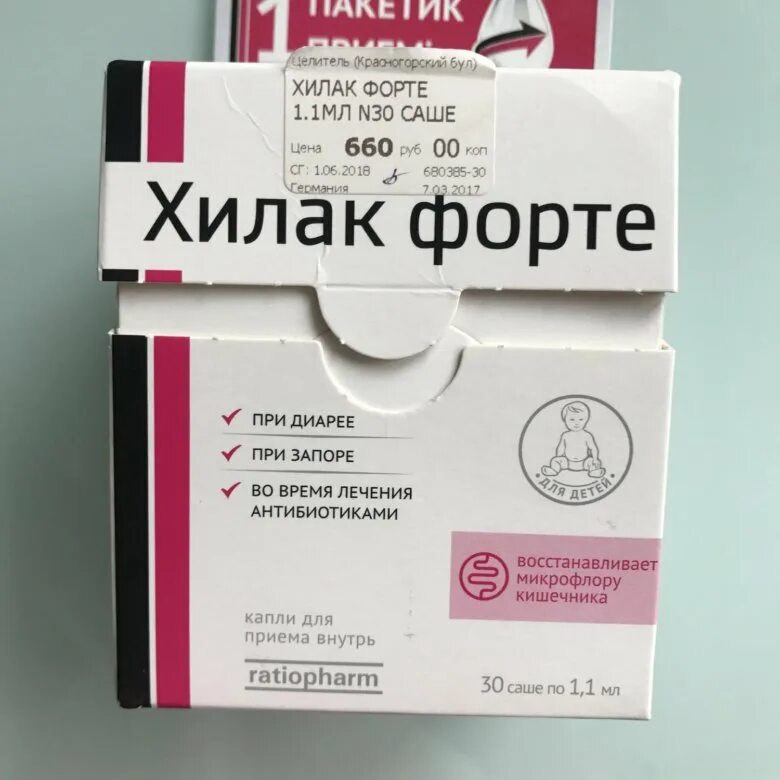 1 ПАКЕТИК
Целитель (Красногорский бул)
ХИЛАК ФОРТЕ
1.1МЛ N30 САШЕ
Цена 660 руб 00 коп
СГ: 1.06.2018 680385-30
Германия 7.03.2017
Хилак форте
ПРИ ДИАРЕЕ
ПРИ ЗАПОРЕ
ВО ВРЕМЯ ЛЕЧЕНИЯ
АНТИБИОТИКАМИ
ДЛЯ ДЕТЕЙ
восстанавливает
микрофлору
кишечника
капли для
приема внутрь
ratiopharm
30 саше по 1,1 мл